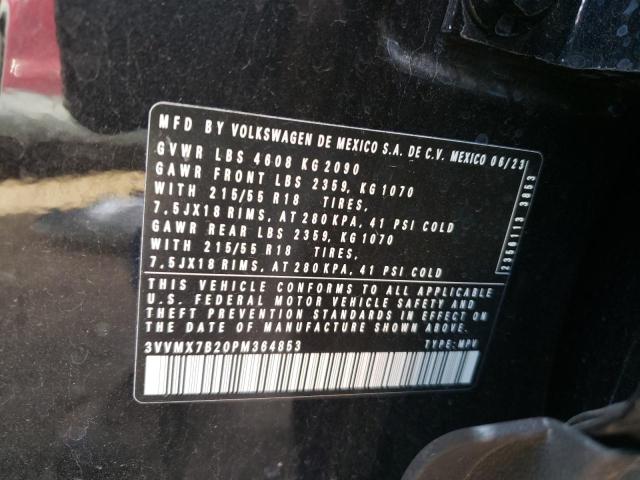 MFD BY VOLKSWAGEN DE MEXICO S.A. DE C.V. MEXICO 06/23
GVWR LBS 4608 KG 2090
GAWR FRONT LBS 2359, KG 1070
WITH 215/55 R18 TIRES,
7.5JX18 RIMS, AT 280 KPA, 41 PSI COLD
GAWR REAR LBS 2359, KG 1070
WITH 215/55 R18 TIRES,
7.5JX18 RIMS, AT 280 KPA, 41 PSI COLD
THIS VEHICLE CONFORMS TO ALL APPLICABLE
U.S. FEDERAL MOTOR VEHICLE SAFETY AND
THEFT PREVENTION STANDARDS IN EFFECT ON
THE DATE OF MANUFACTURE SHOWN ABOVE
3VVMX7B20PM364853 TYPE: MPV
2350113 3853